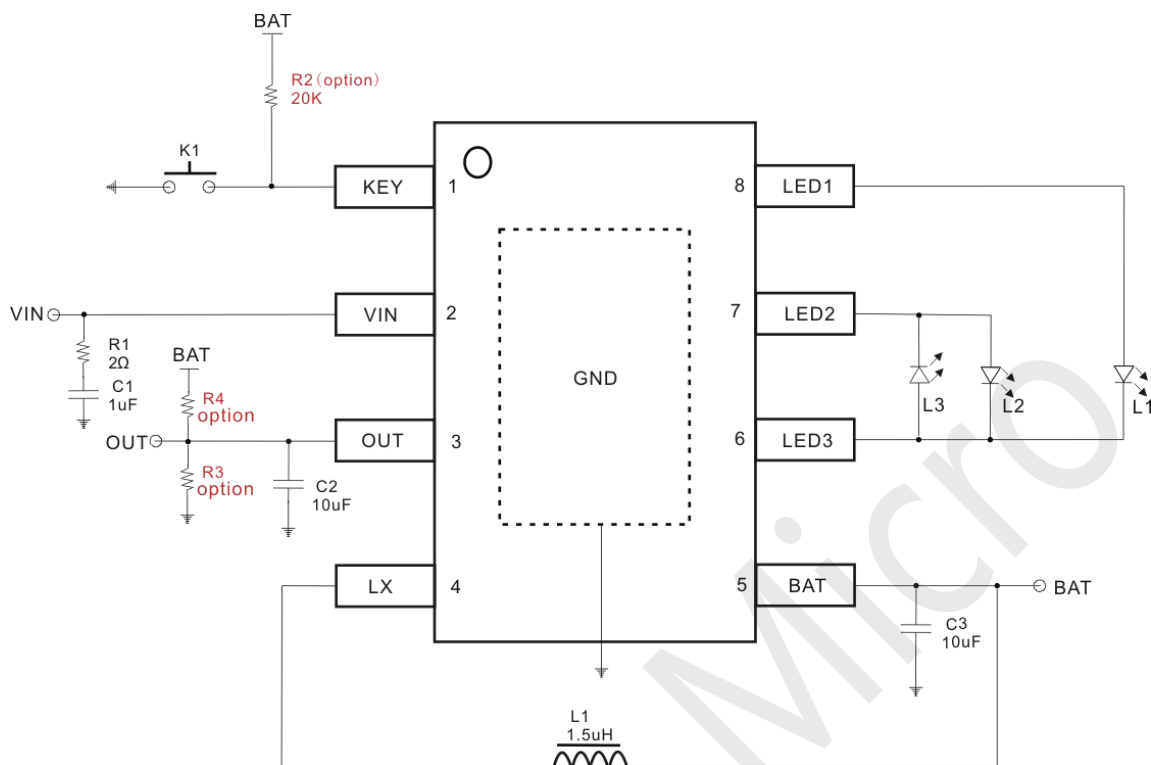 BAT
R2(option)
20K
K1
KEY
1
8
LED1
VIN
VIN
2
7
LED2
R1
2Ω
BAT
C1
1uF
R4
option
GND
L3
L2
L1
OUT
OUT
3
6
LED3
R3
option
C2
10uF
LX
4
5
BAT
BAT
C3
10uF
L1
1.5uH
Micro